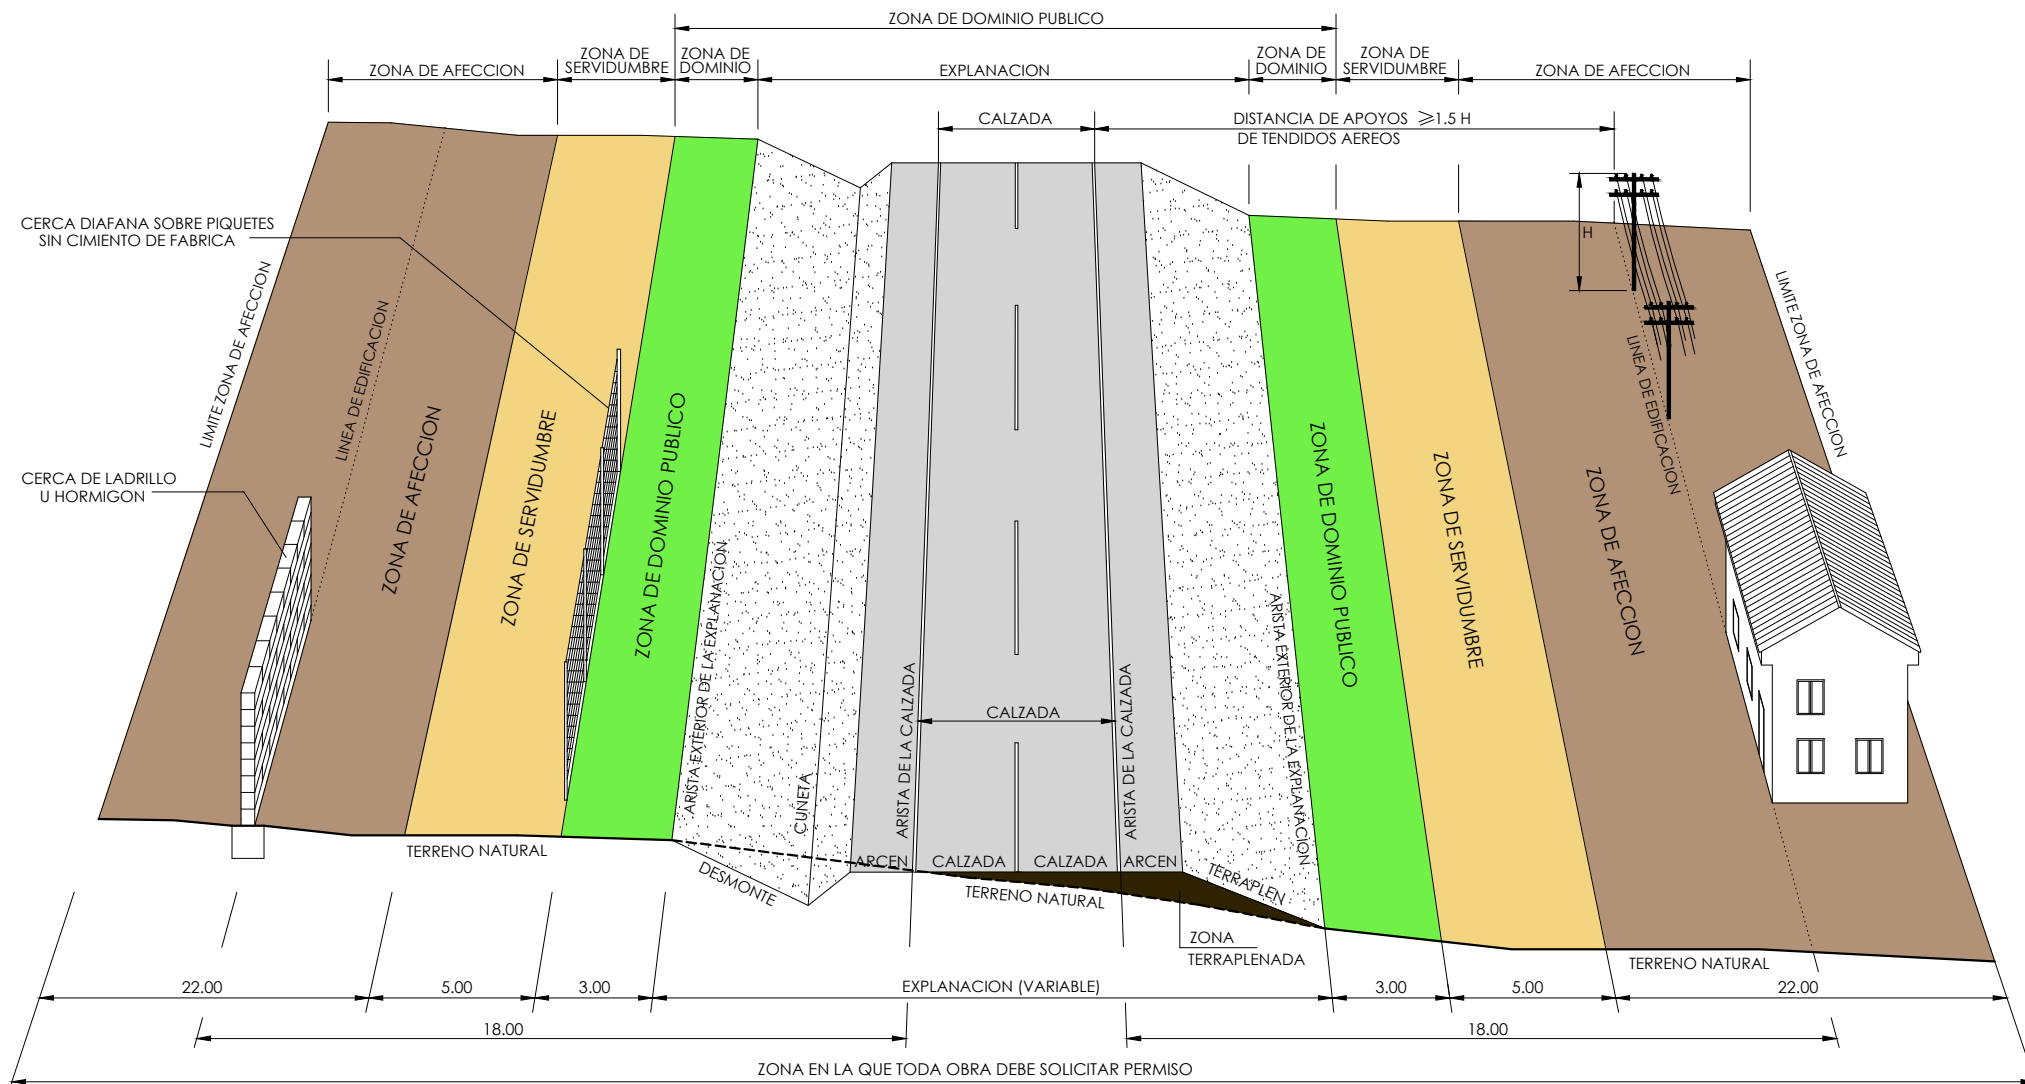 ZONA DE DOMINIO PUBLICO
ZONA DE AFECCION
ZONA DE
SERVIDUMBRE
ZONA DE
DOMINIO
EXPLANACION
ZONA DE
DOMINIO
ZONA DE
SERVIDUMBRE
ZONA DE AFECCION
CALZADA
DISTANCIA DE APOYOS ⩾1.5 H
DE TENDIDOS AEREOS
H
CERCA DIAFANA SOBRE PIQUETES
SIN CIMIENTO DE FABRICA
CERCA DE LADRILLO
U HORMIGON
LIMITE ZONA DE AFECCION
LINEA DE EDIFICACION
ZONA DE AFECCION
ZONA DE SERVIDUMBRE
ZONA DE DOMINIO PUBLICO
ARISTA EXTERIOR DE LA EXPLANACION
CUNETA
ARISTA DE LA CALZADA
CALZADA
ARISTA DE LA CALZADA
ARISTA EXTERIOR DE LA EXPLANACION
ZONA DE DOMINIO PUBLICO
ZONA DE SERVIDUMBRE
ZONA DE AFECCION
LINEA DE EDIFICACION
LIMITE ZONA DE AFECCION
TERRENO NATURAL
DESMONTE
ARCEN
CALZADA
CALZADA
ARCEN
TERRENO NATURAL
TERRAPLEN
ZONA
TERRAPLENADA
TERRENO NATURAL
22.00
5.00
3.00
EXPLANACION (VARIABLE)
3.00
5.00
22.00
18.00
18.00
ZONA EN LA QUE TODA OBRA DEBE SOLICITAR PERMISO